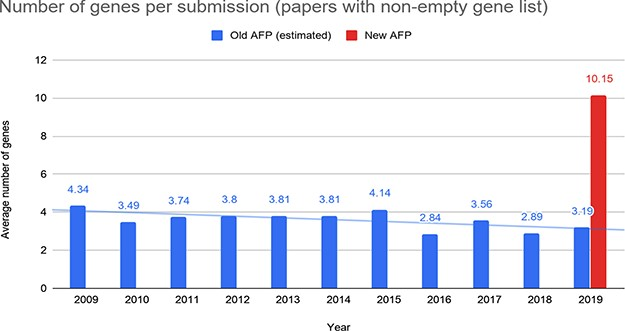 Number of genes per submission (papers with non-empty gene list)
Old AFP (estimated) New AFP
Average number of genes
12
10
8
6
4
2
0
4.34 3.49 3.74 3.8 3.81 3.81 4.14 2.84 3.56 2.89 3.19 10.15
2009 2010 2011 2012 2013 2014 2015 2016 2017 2018 2019
Year